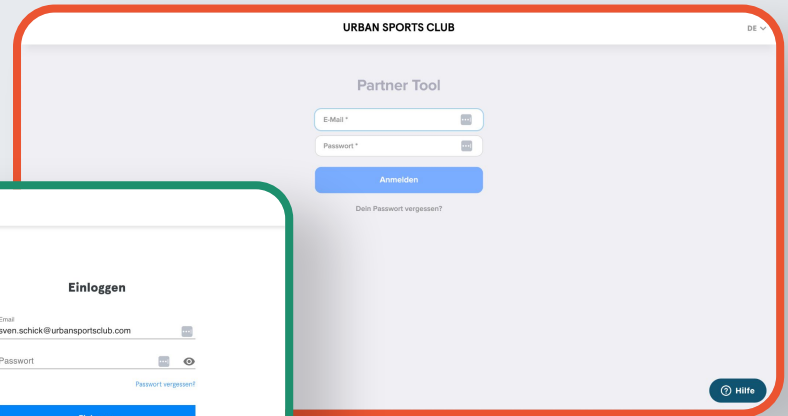 URBAN SPORTS CLUB
DE
Partner Tool
E-Mail *
Passwort *
Anmelden
Dein Passwort vergessen?
Hilfe
Einloggen
Email
sven.schick@urbansportsclub.com
Passwort
Passwort vergessen?